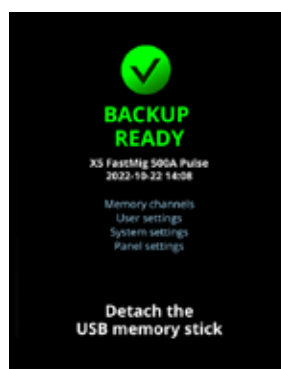 BACKUP
READY
X5 FastMig 500A Pulse
2022-10-22 14:08
Memory channels
User settings
System settings
Panel settings
Detach the
USB memory stick